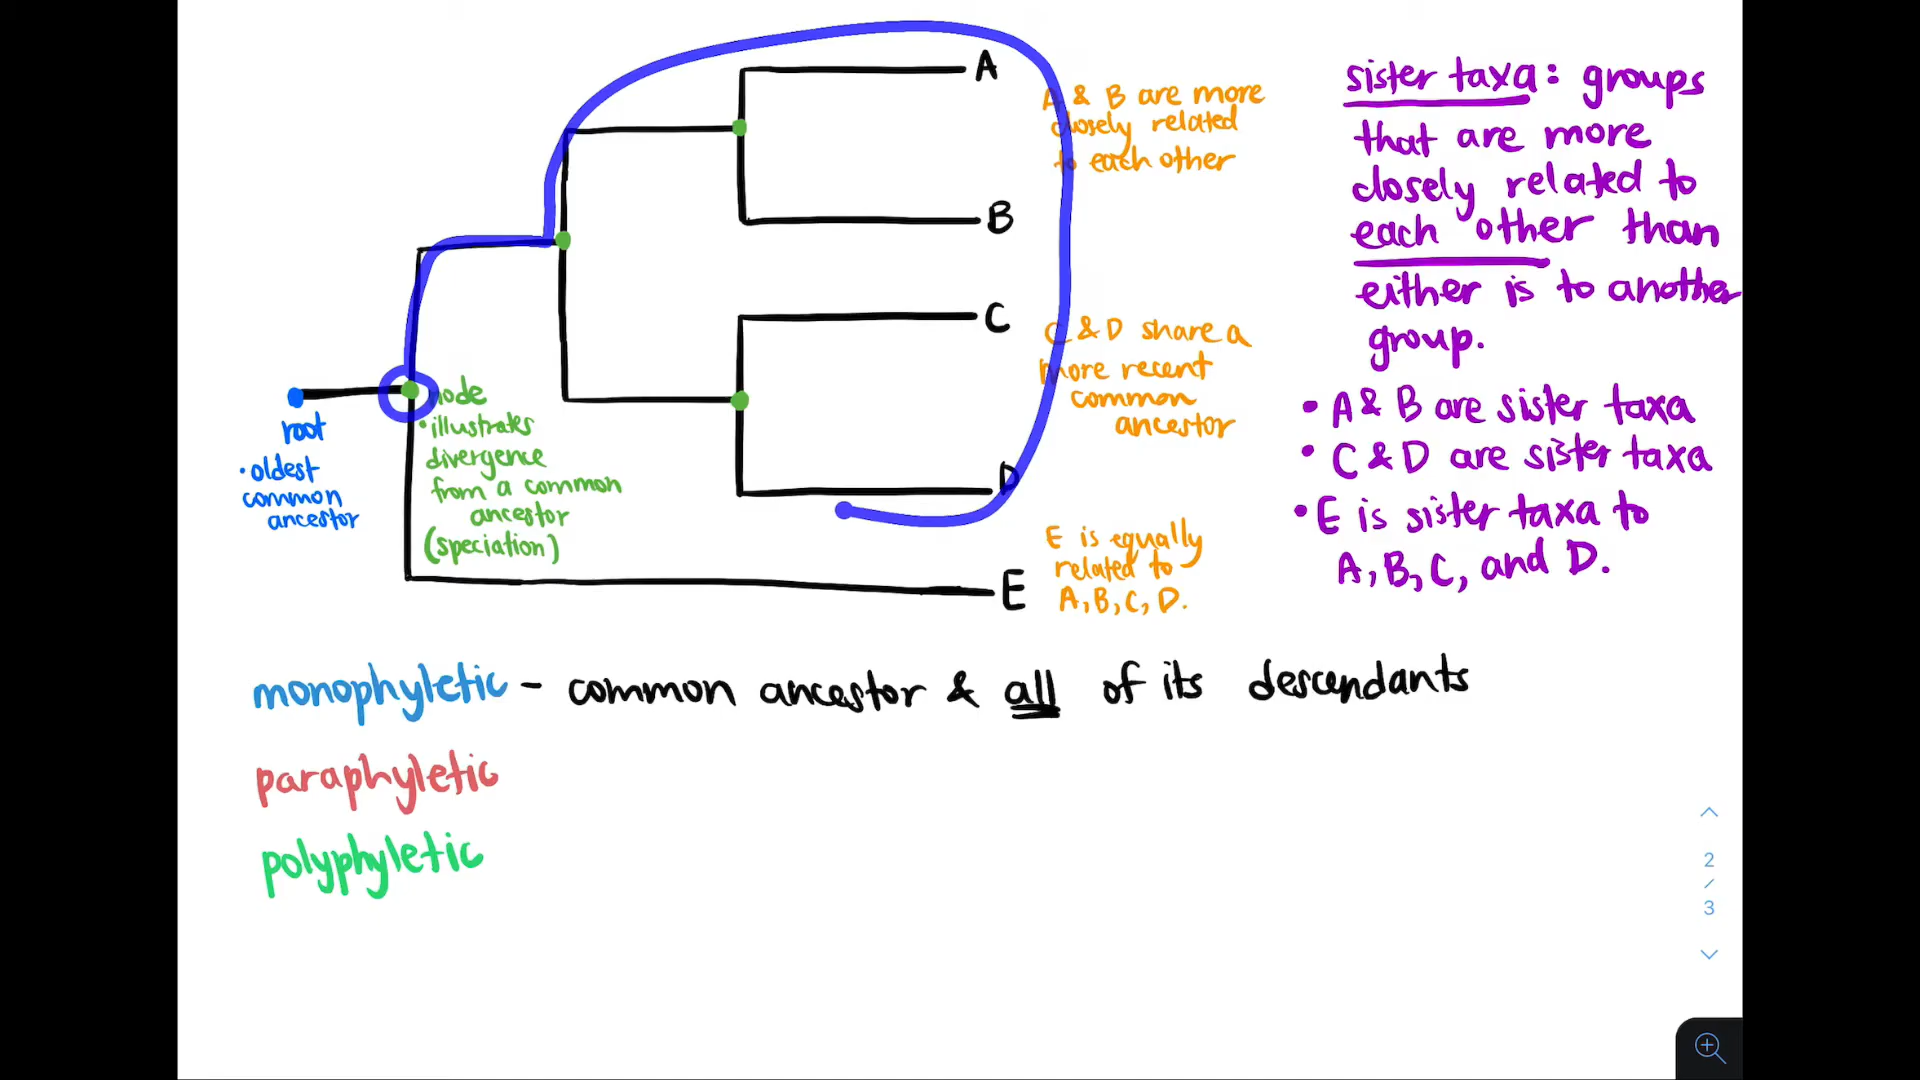 A
A & B are more
closely related
to each other
B
C
C & D share a
more recent
common
ancestor
D
E is equally
related to
A, B, C, D.
E
root
• oldest
common
ancestor
node
• illustrates
divergence
from a common
ancestor
(speciation)
sister taxa: groups
that are more
closely related to
each other than
either is to another
group.
• A & B are sister taxa
• C & D are sister taxa
• E is sister taxa to
A, B, C, and D.
monophyletic – common ancestor & all of its descendants
paraphyletic
polyphyletic
2
/
3